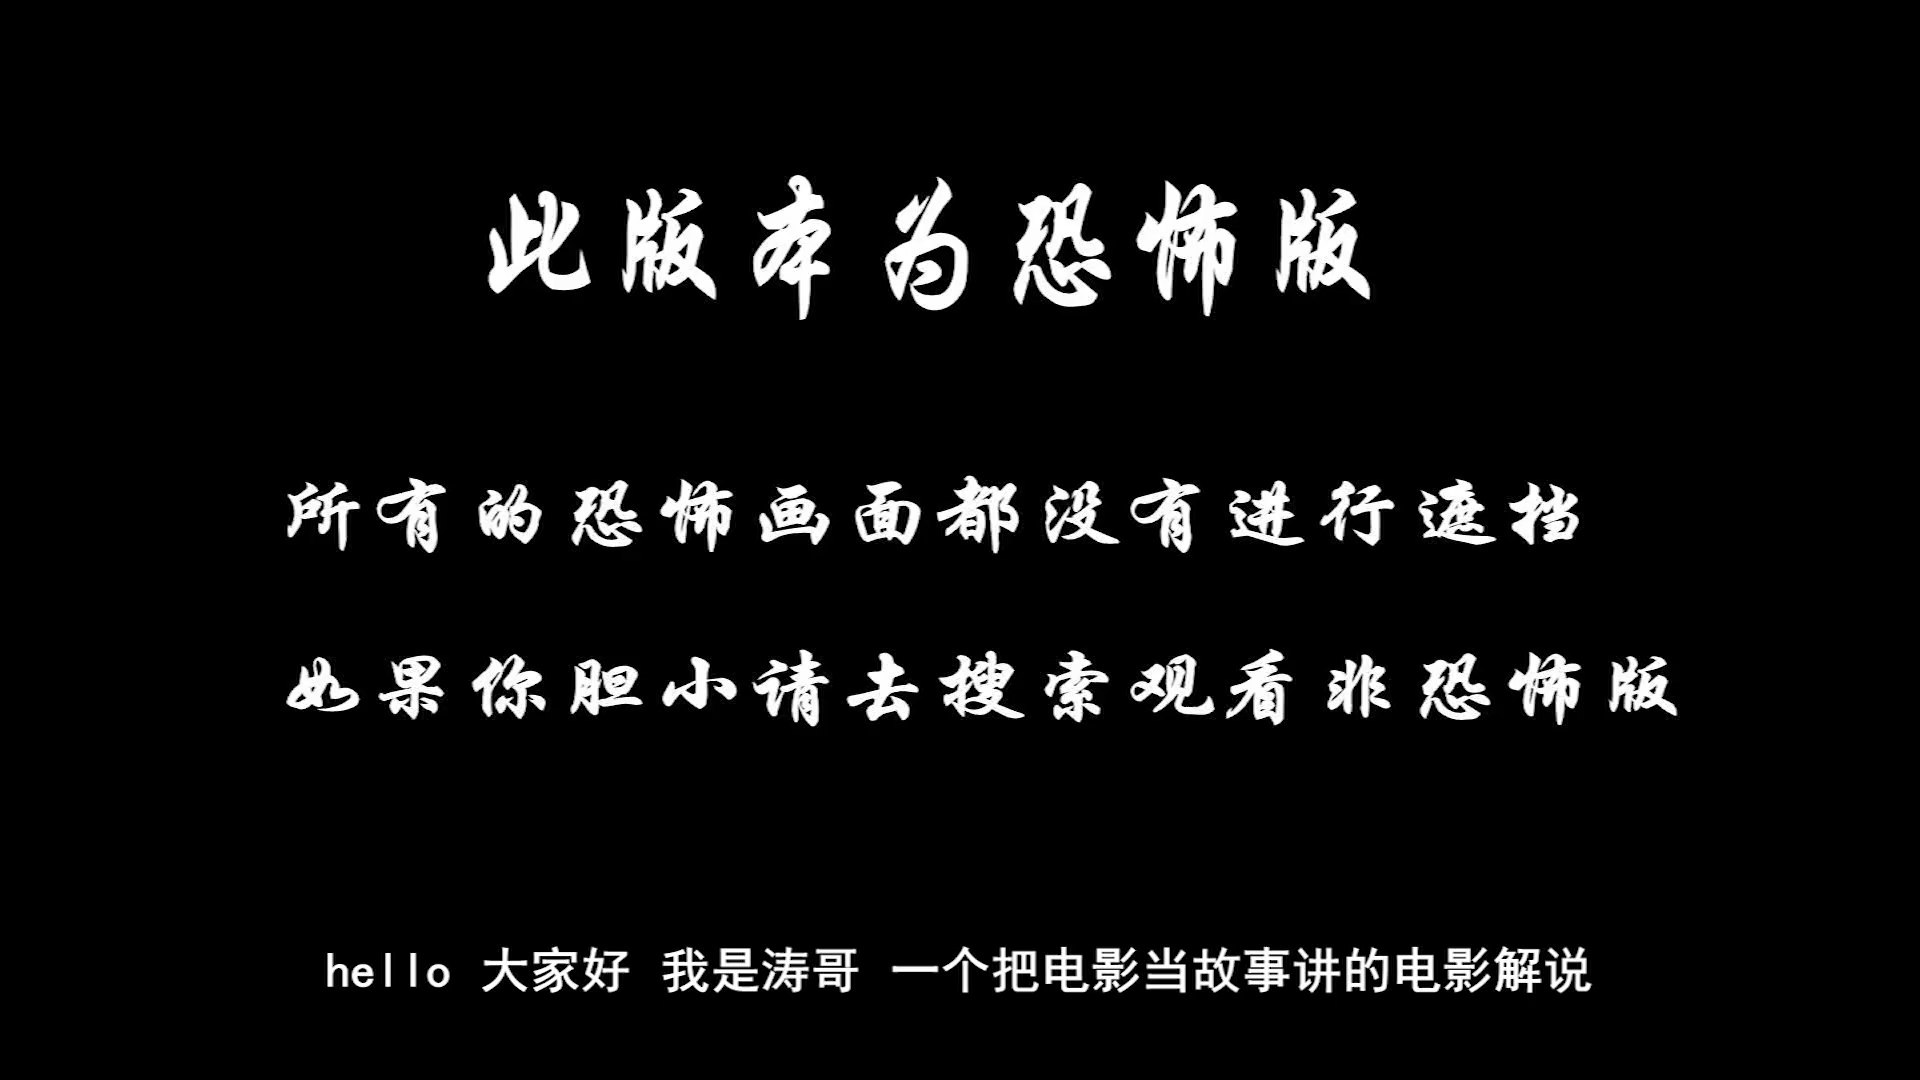 此版本为恐怖版
所有的恐怖画面都没有进行遮挡
如果你胆小请去搜索观看非恐怖版
hello 大家好 我是涛哥 一个把电影当故事讲的电影解说